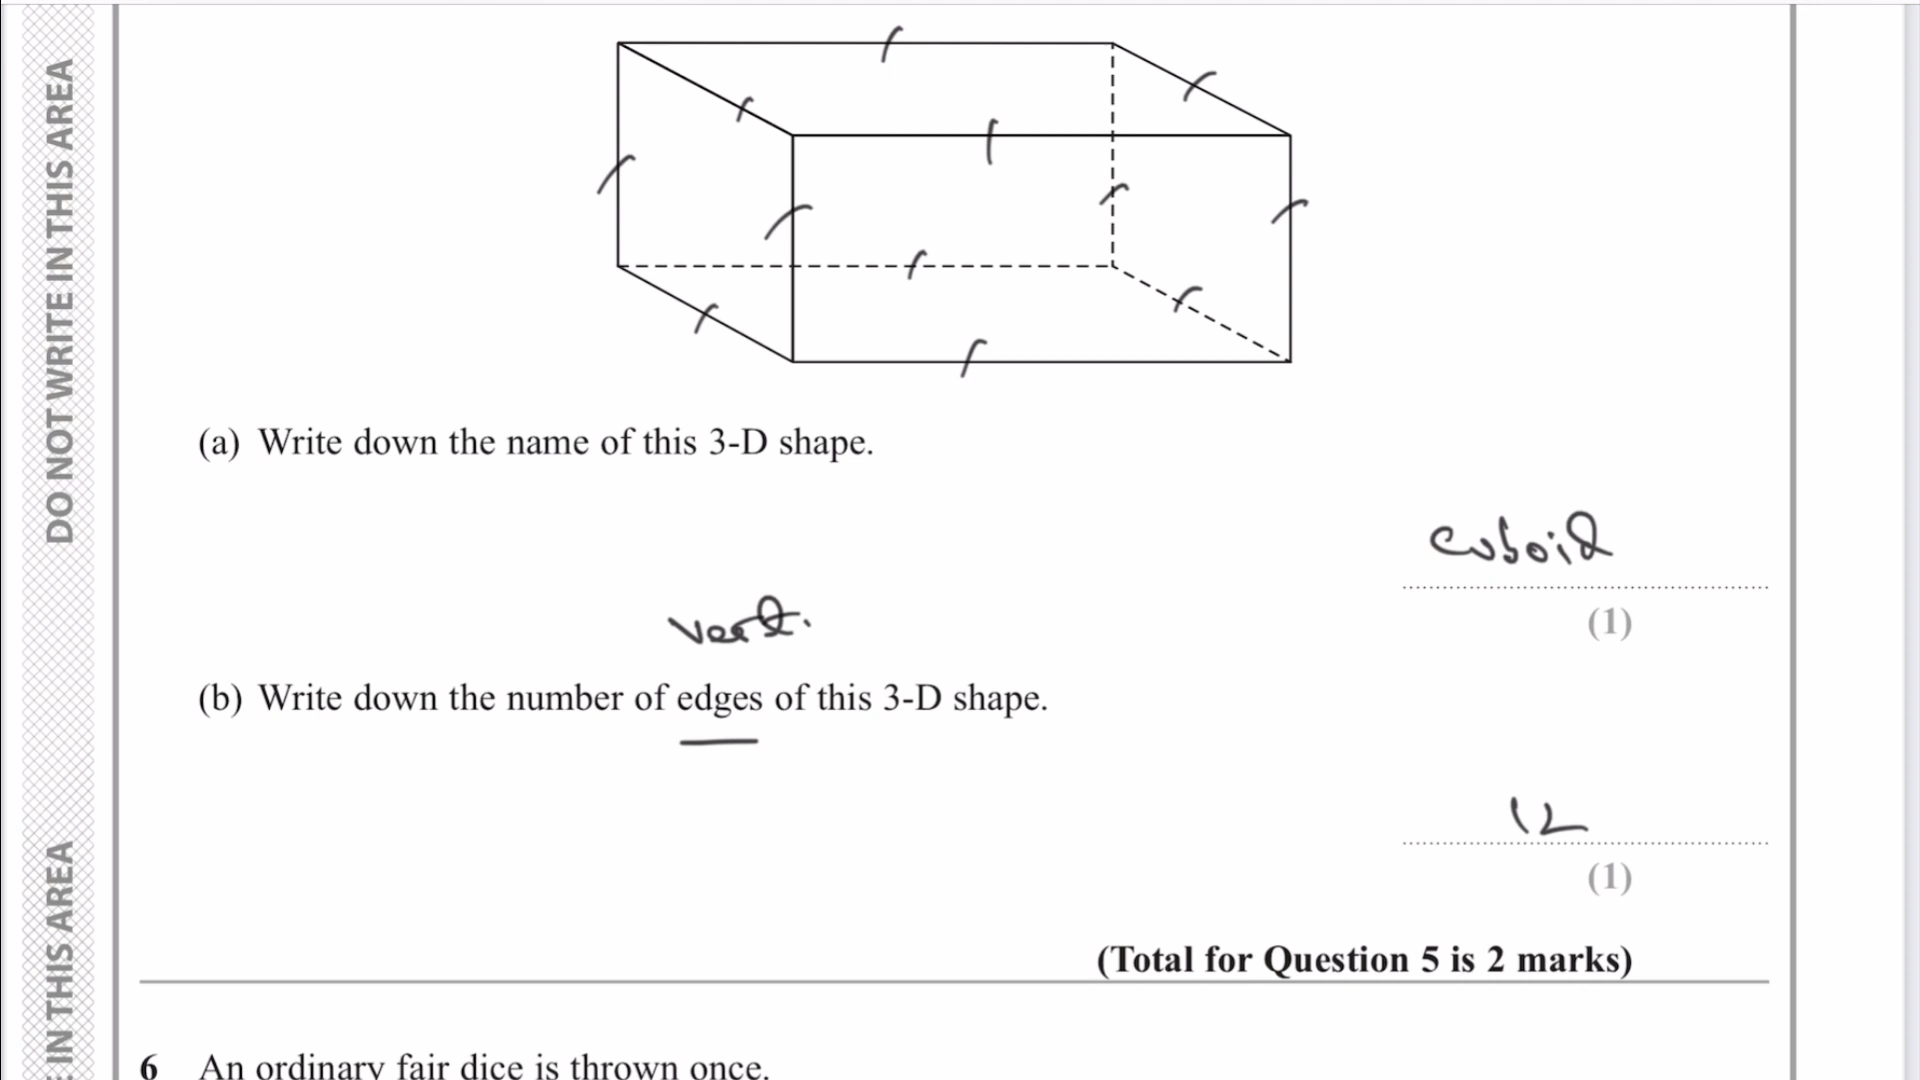 DO NOT WRITE IN THIS AREA
(a) Write down the name of this 3-D shape.
cuboid
(1)
vert.
(b) Write down the number of edges of this 3-D shape.
12
(1)
(Total for Question 5 is 2 marks)
IN THIS AREA
6 An ordinary fair dice is thrown once.